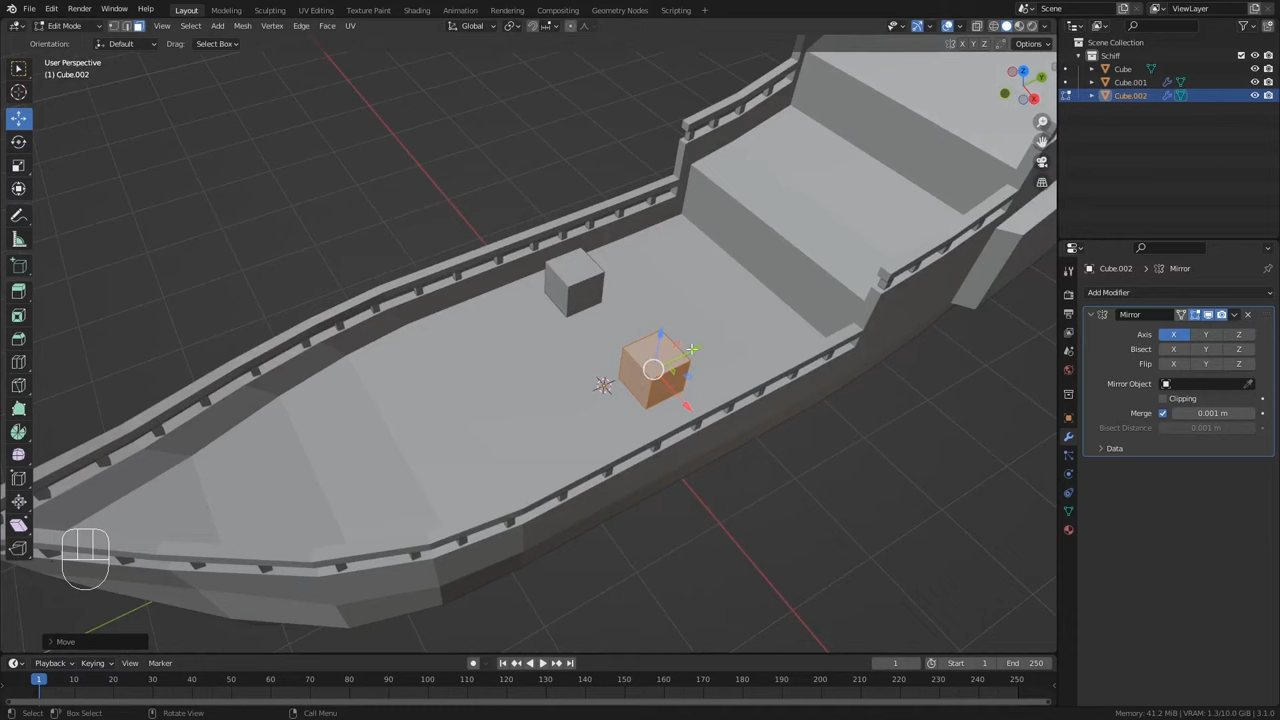 File Edit Render Window Help Layout Modeling Sculpting UV Editing Texture Paint Shading Animation Rendering Compositing Geometry Nodes Scripting + Scene ViewLayer
Edit Mode View Select Add Mesh Vertex Edge Face UV Global
Orientation: Default Drag: Select Box X Y Z Options
User Perspective
(1) Cube.002
Z
Y
X
Move
Scene Collection
Schiff
Cube
Cube.001
Cube.002
Cube.002 Mirror
Add Modifier
Mirror
Axis X Y Z
Bisect X Y Z
Flip X Y Z
Mirror Object
Clipping
Merge 0.001 m
Bisect Distance 0.001 m
Data
Playback Keying View Marker 1 Start 1 End 250
1 10 20 30 40 50 60 70 80 90 100 110 120 130 140 150 160 170 180 190 200 210 220 230 240 250
Select Box Select Rotate View Call Menu Memory: 41.2 MiB | VRAM: 1.3/10.0 GiB | 3.1.0